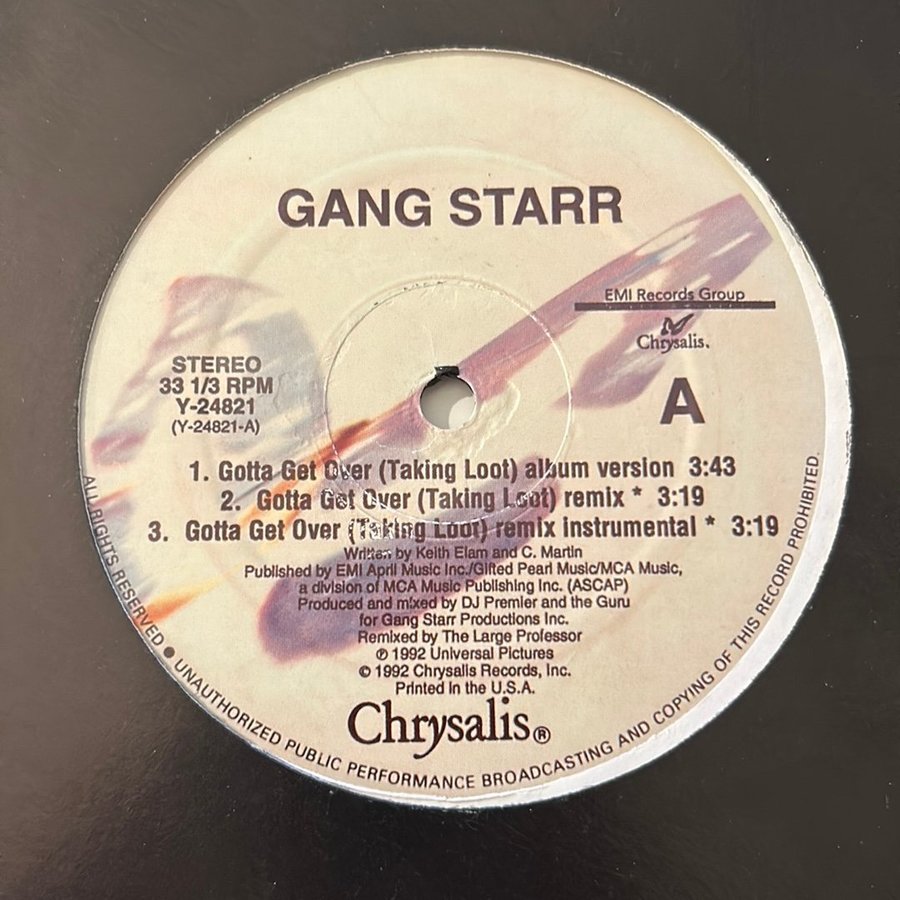 GANG STARR
EMI Records Group
Chrysalis.
STEREO
33 1/3 RPM
Y-24821
(Y-24821-A)
A
1. Gotta Get Over (Taking Loot) album version 3:43
2. Gotta Get Over (Taking Loot) remix * 3:19
3. Gotta Get Over (Taking Loot) remix instrumental * 3:19
Written by Keith Elam and C. Martin
Published by EMI April Music Inc./Gifted Pearl Music/MCA Music,
a division of MCA Music Publishing Inc. (ASCAP)
Produced and mixed by DJ Premier and the Guru
for Gang Starr Productions Inc.
Remixed by The Large Professor
℗ 1992 Universal Pictures
© 1992 Chrysalis Records, Inc.
Printed in the U.S.A.
Chrysalis®
ALL RIGHTS RESERVED ● UNAUTHORIZED PUBLIC PERFORMANCE BROADCASTING AND COPYING OF THIS RECORD PROHIBITED.